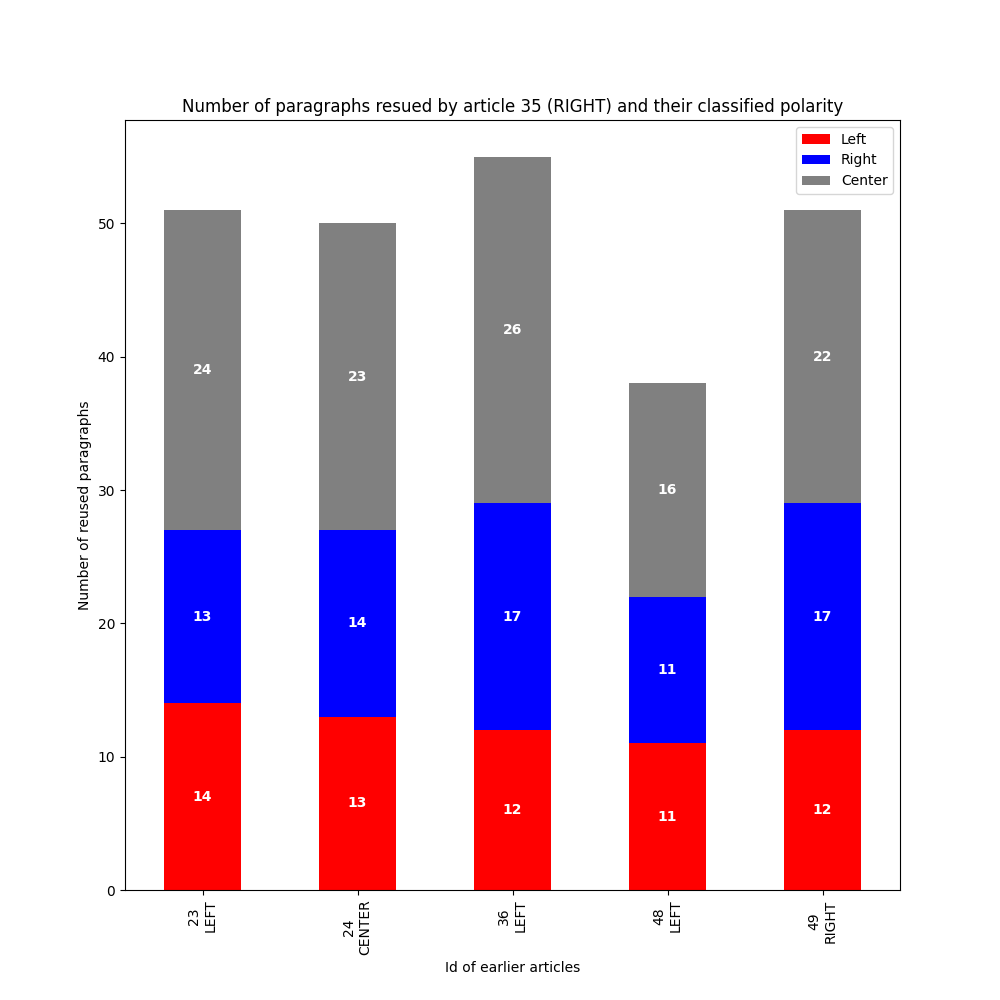 Number of paragraphs resued by article 35 (RIGHT) and their classified polarity
Left
Right
Center
Number of reused paragraphs
50
40
30
20
10
0
24
23
26
16
22
13
14
17
11
17
14
13
12
11
12
23
LEFT
24
CENTER
36
LEFT
48
LEFT
49
RIGHT
Id of earlier articles